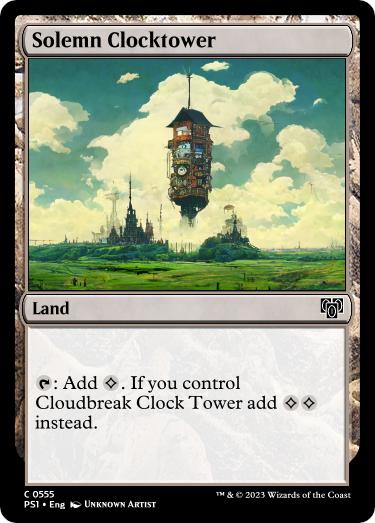 Solemn Clocktower
Land
: Add . If you control
Cloudbreak Clock Tower add
instead.
C 0555
PS1 • Eng Unknown Artist
™ & © 2023 Wizards of the Coast